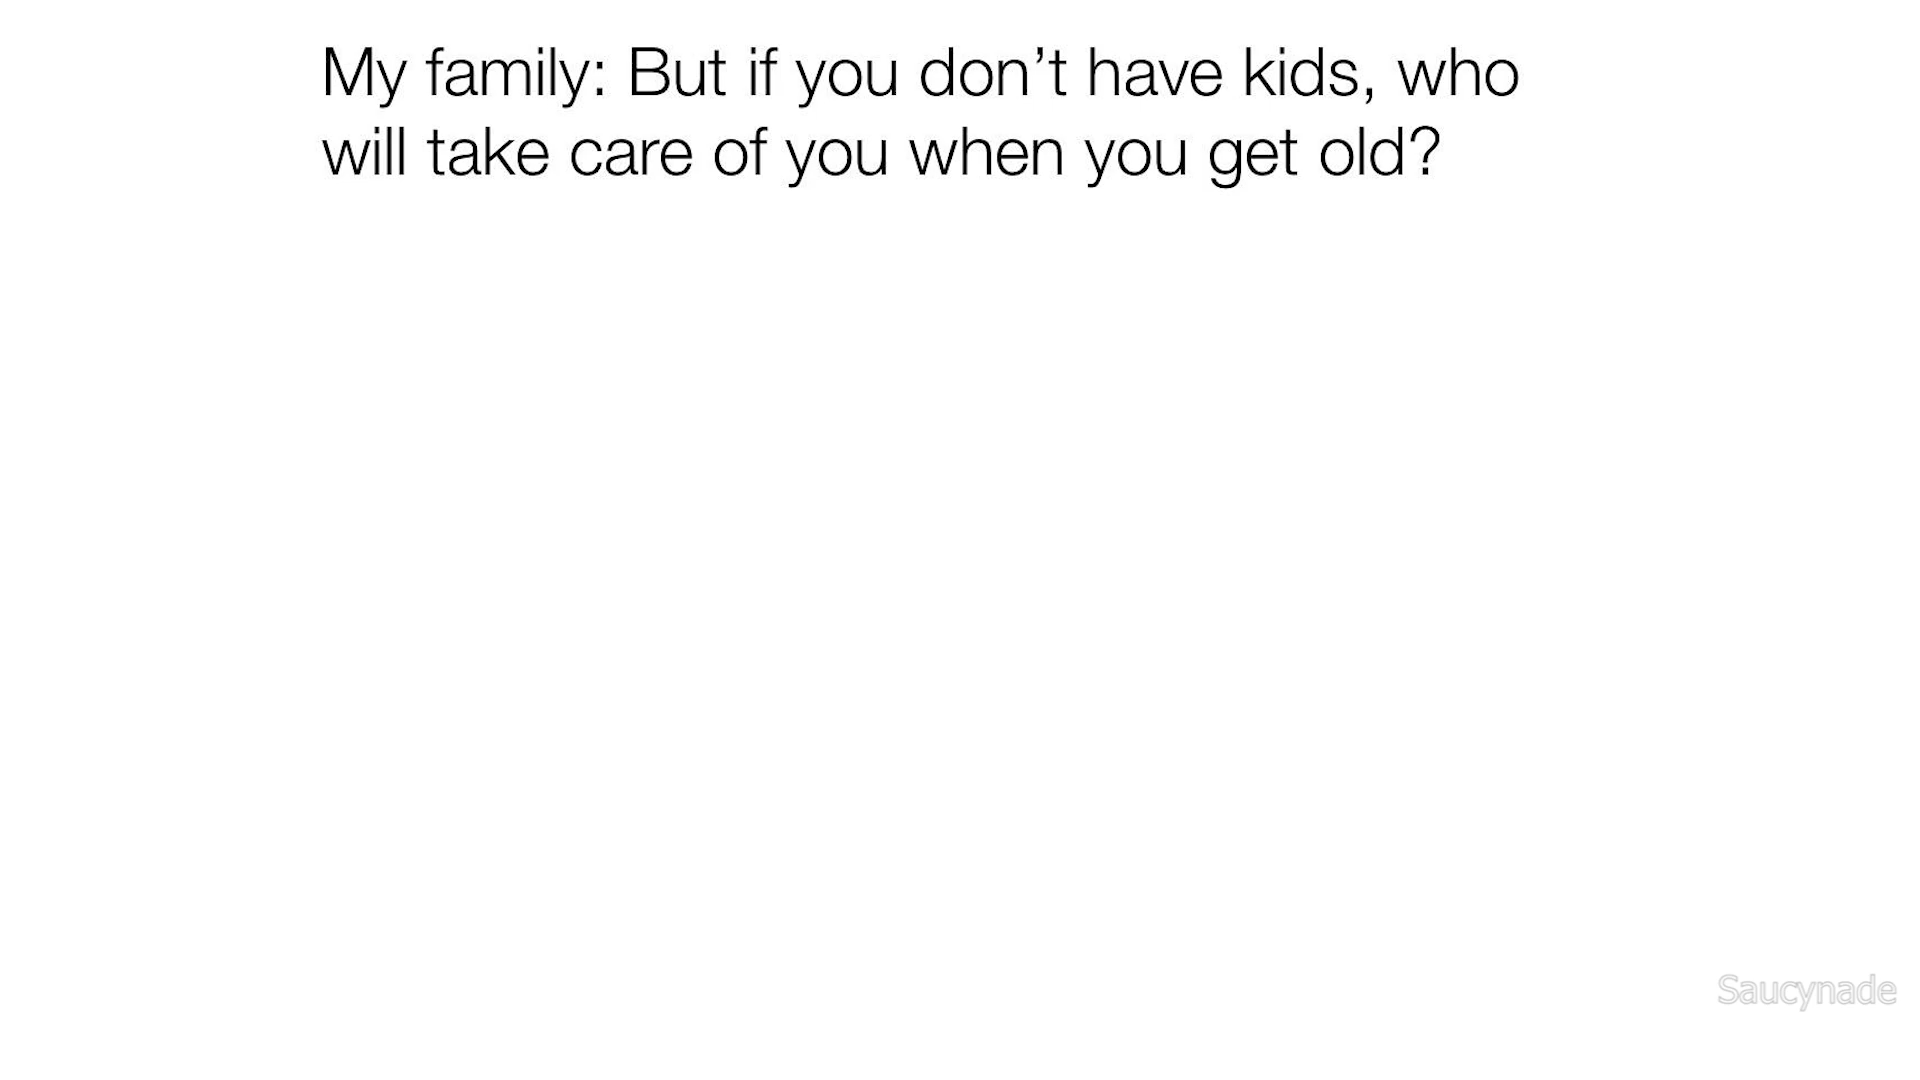 My family: But if you don’t have kids, who
will take care of you when you get old?
Saucynade